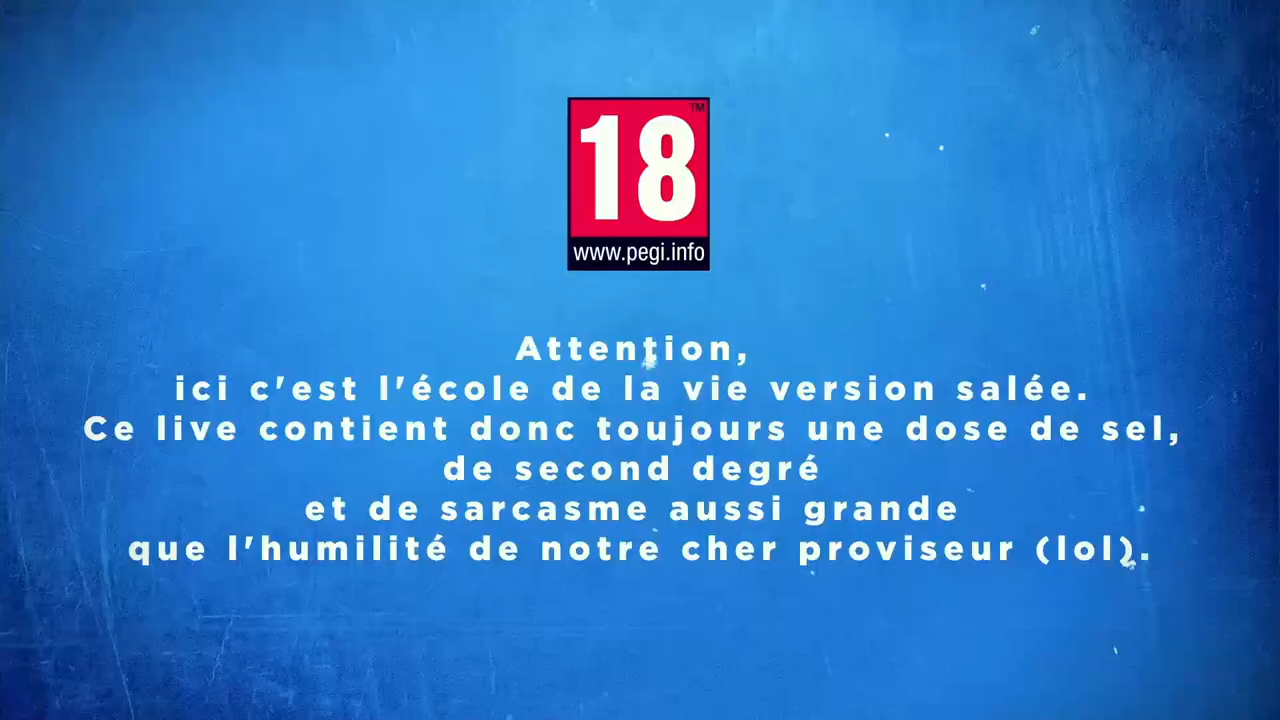 18
TM
www.pegi.info
Attention,
ici c'est l'école de la vie version salée.
Ce live contient donc toujours une dose de sel,
de second degré
et de sarcasme aussi grande
que l'humilité de notre cher proviseur (lol).